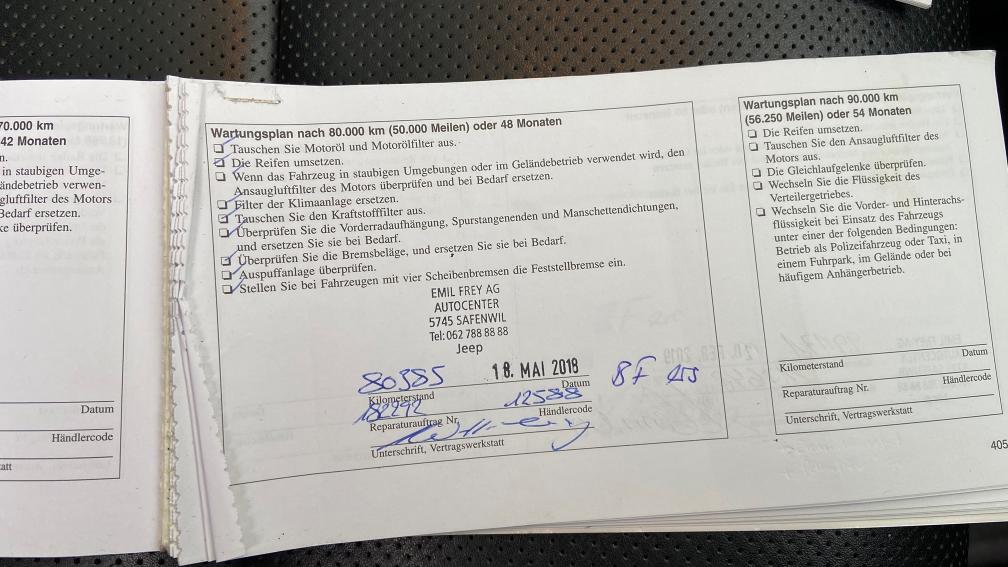 70.000 km
42 Monaten
n.
in staubigen Umge-
ändebetrieb verwen-
gluftfilter des Motors
Bedarf ersetzen.
ke überprüfen.
Datum
Händlercode
att
Wartungsplan nach 80.000 km (50.000 Meilen) oder 48 Monaten
Tauschen Sie Motoröl und Motorölfilter aus.
Die Reifen umsetzen.
Wenn das Fahrzeug in staubigen Umgebungen oder im Geländebetrieb verwendet wird, den
Ansaugluftfilter des Motors überprüfen und bei Bedarf ersetzen.
Filter der Klimaanlage ersetzen.
Tauschen Sie den Kraftstofffilter aus.
Überprüfen Sie die Vorderradaufhängung, Spurstangenenden und Manschettendichtungen,
und ersetzen Sie sie bei Bedarf.
Überprüfen Sie die Bremsbeläge, und ersetzen Sie sie bei Bedarf.
Auspuffanlage überprüfen.
Stellen Sie bei Fahrzeugen mit vier Scheibenbremsen die Feststellbremse ein.
EMIL FREY AG
AUTOCENTER
5745 SAFENWIL
Tel: 062 788 88 88
Jeep
80385 18. MAI 2018 BF
Kilometerstand Datum
182292 12588
Reparaturauftrag Nr. Händlercode
Unterschrift, Vertragswerkstatt
Wartungsplan nach 90.000 km
(56.250 Meilen) oder 54 Monaten
Die Reifen umsetzen.
Tauschen Sie den Ansaugluftfilter des
Motors aus.
Die Gleichlaufgelenke überprüfen.
Wechseln Sie die Flüssigkeit des
Verteilergetriebes.
Wechseln Sie die Vorder- und Hinterachs-
flüssigkeit bei Einsatz des Fahrzeugs
unter einer der folgenden Bedingungen:
Betrieb als Polizeifahrzeug oder Taxi, in
einem Fuhrpark, im Gelände oder bei
häufigem Anhängerbetrieb.
Kilometerstand Datum
Reparaturauftrag Nr. Händlercode
Unterschrift, Vertragswerkstatt
405